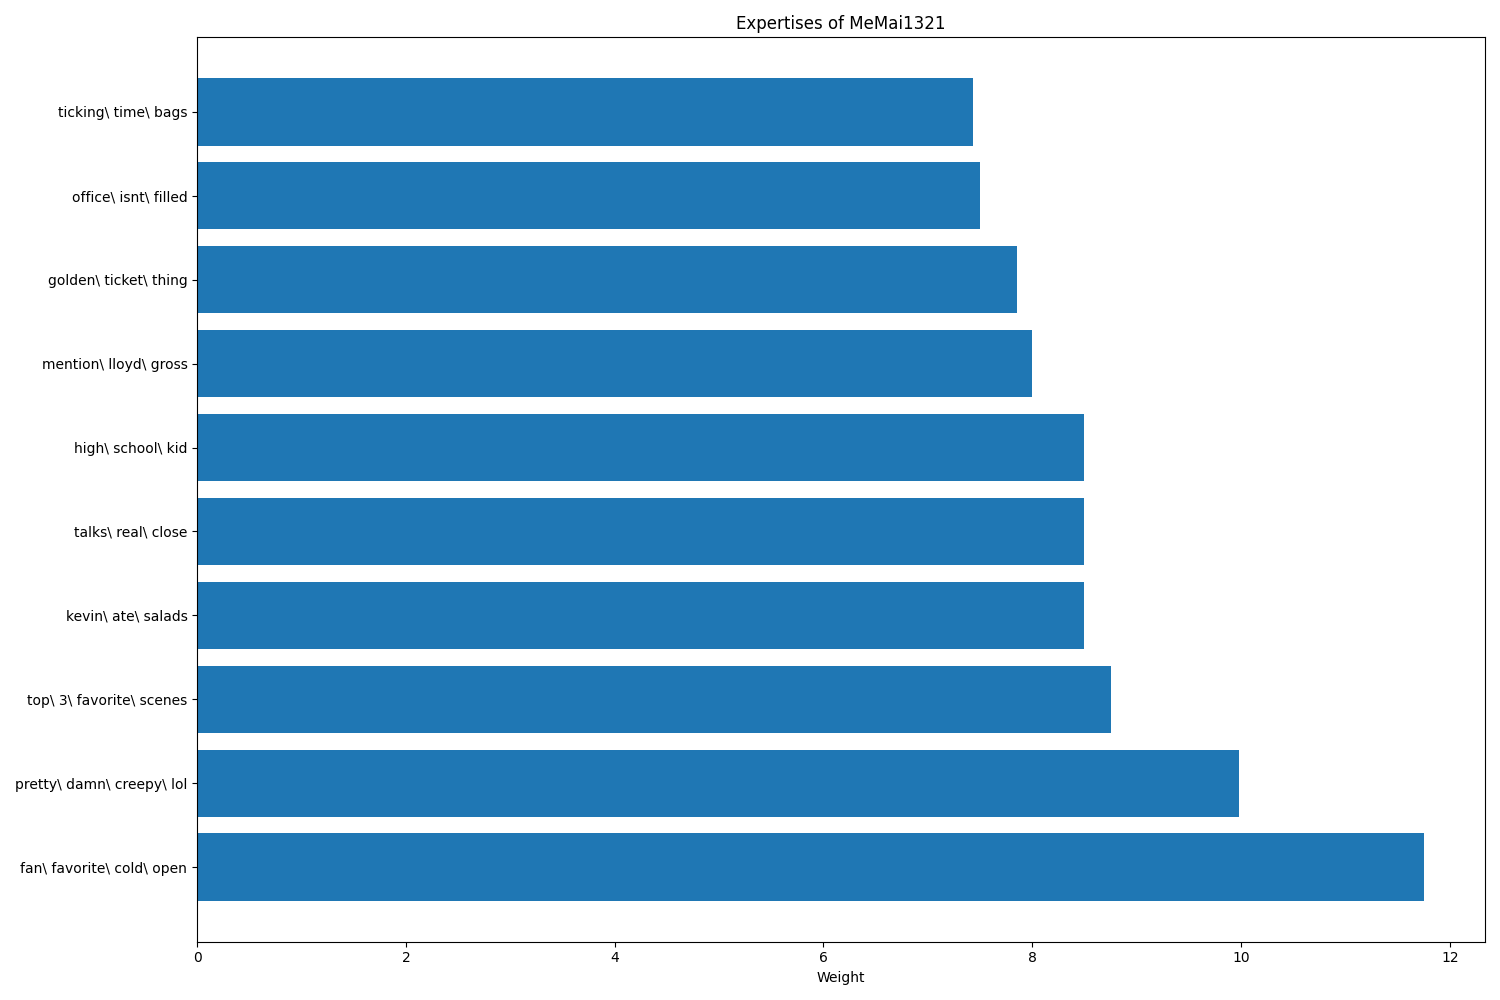 Expertises of MeMai1321
ticking\ time\ bags
office\ isnt\ filled
golden\ ticket\ thing
mention\ lloyd\ gross
high\ school\ kid
talks\ real\ close
kevin\ ate\ salads
top\ 3\ favorite\ scenes
pretty\ damn\ creepy\ lol
fan\ favorite\ cold\ open
0 2 4 6 8 10 12
Weight